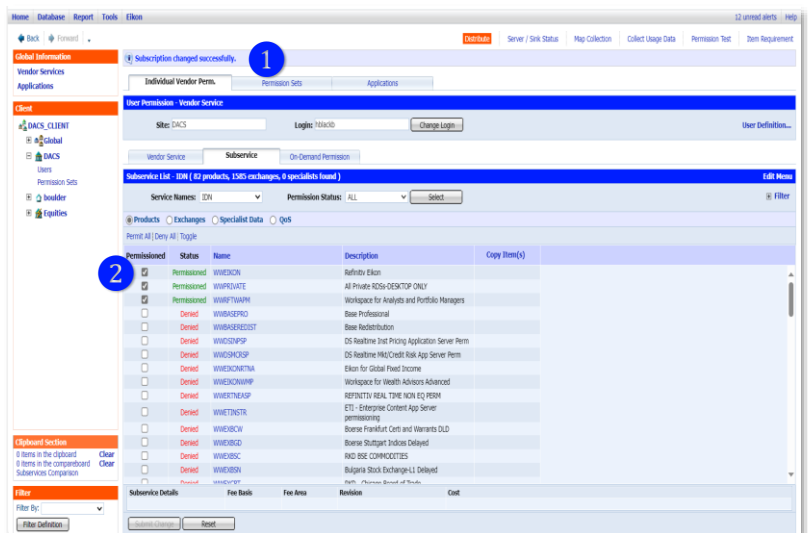 Home Database Report Tools Eikon 12 unread alerts Help
Back Forward Distribute Server / Sink Status Map Collection Collect Usage Data Permission Test Item Requirement
Global Information
Vendor Services
Applications
Client
DACS_CLIENT
Global
DACS
Users
Permission Sets
boulder
Equities
Clipboard Section
0 items in the clipboard Clear
0 items in the compareboard Clear
Subservices Comparison
Filter
Filter By:
Filter Definition
Subscription changed successfully. 1
Individual Vendor Perm. Permission Sets Applications
User Permission - Vendor Service
Site: DACS Login: hblackb Change Login User Definition...
Vendor Service Subservice On-Demand Permission
Subservice List - IDN ( 82 products, 1585 exchanges, 0 specialists found ) Edit Menu
Service Names: IDN Permission Status: ALL Select Filter
Products Exchanges Specialist Data QoS
Permit All | Deny All | Toggle
Permissioned Status Name Description Copy Item(s)
2
Permissioned WWEIKON Refinitiv Eikon
Permissioned WWPRIVATE All Private RDSs-DESKTOP ONLY
Permissioned WWRFTWAPM Workspace for Analysts and Portfolio Managers
Denied WWBASEPRO Base Professional
Denied WWBASEREDIST Base Redistribution
Denied WWDSINPSP DS Realtime Inst Pricing Application Server Perm
Denied WWDSMCRSP DS Realtime Mkt/Credit Risk App Server Perm
Denied WWEIKONRTNA Eikon for Global Fixed Income
Denied WWEIKONWMP Workspace for Wealth Advisors Advanced
Denied WWERTNEASP REFINITIV REAL TIME NON EQ PERM
Denied WWETINSTR ETI - Enterprise Content App Server
permissioning
Denied WWEXBCW Boerse Frankfurt Certi and Warrants DLD
Denied WWEXBGD Boerse Stuttgart Indices Delayed
Denied WWEXBSC RKD BSE COMMODITIES
Denied WWEXBSN Bulgaria Stock Exchange-L1 Delayed
Subservice Details Fee Basis Fee Area Revision Cost
Submit Change Reset